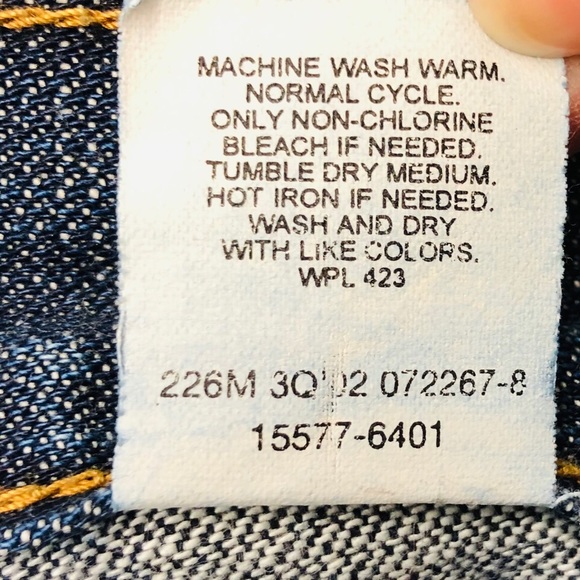 MACHINE WASH WARM.
NORMAL CYCLE.
ONLY NON-CHLORINE
BLEACH IF NEEDED.
TUMBLE DRY MEDIUM.
HOT IRON IF NEEDED.
WASH AND DRY
WITH LIKE COLORS.
WPL 423
226M 3Q'02 072267-8
15577-6401